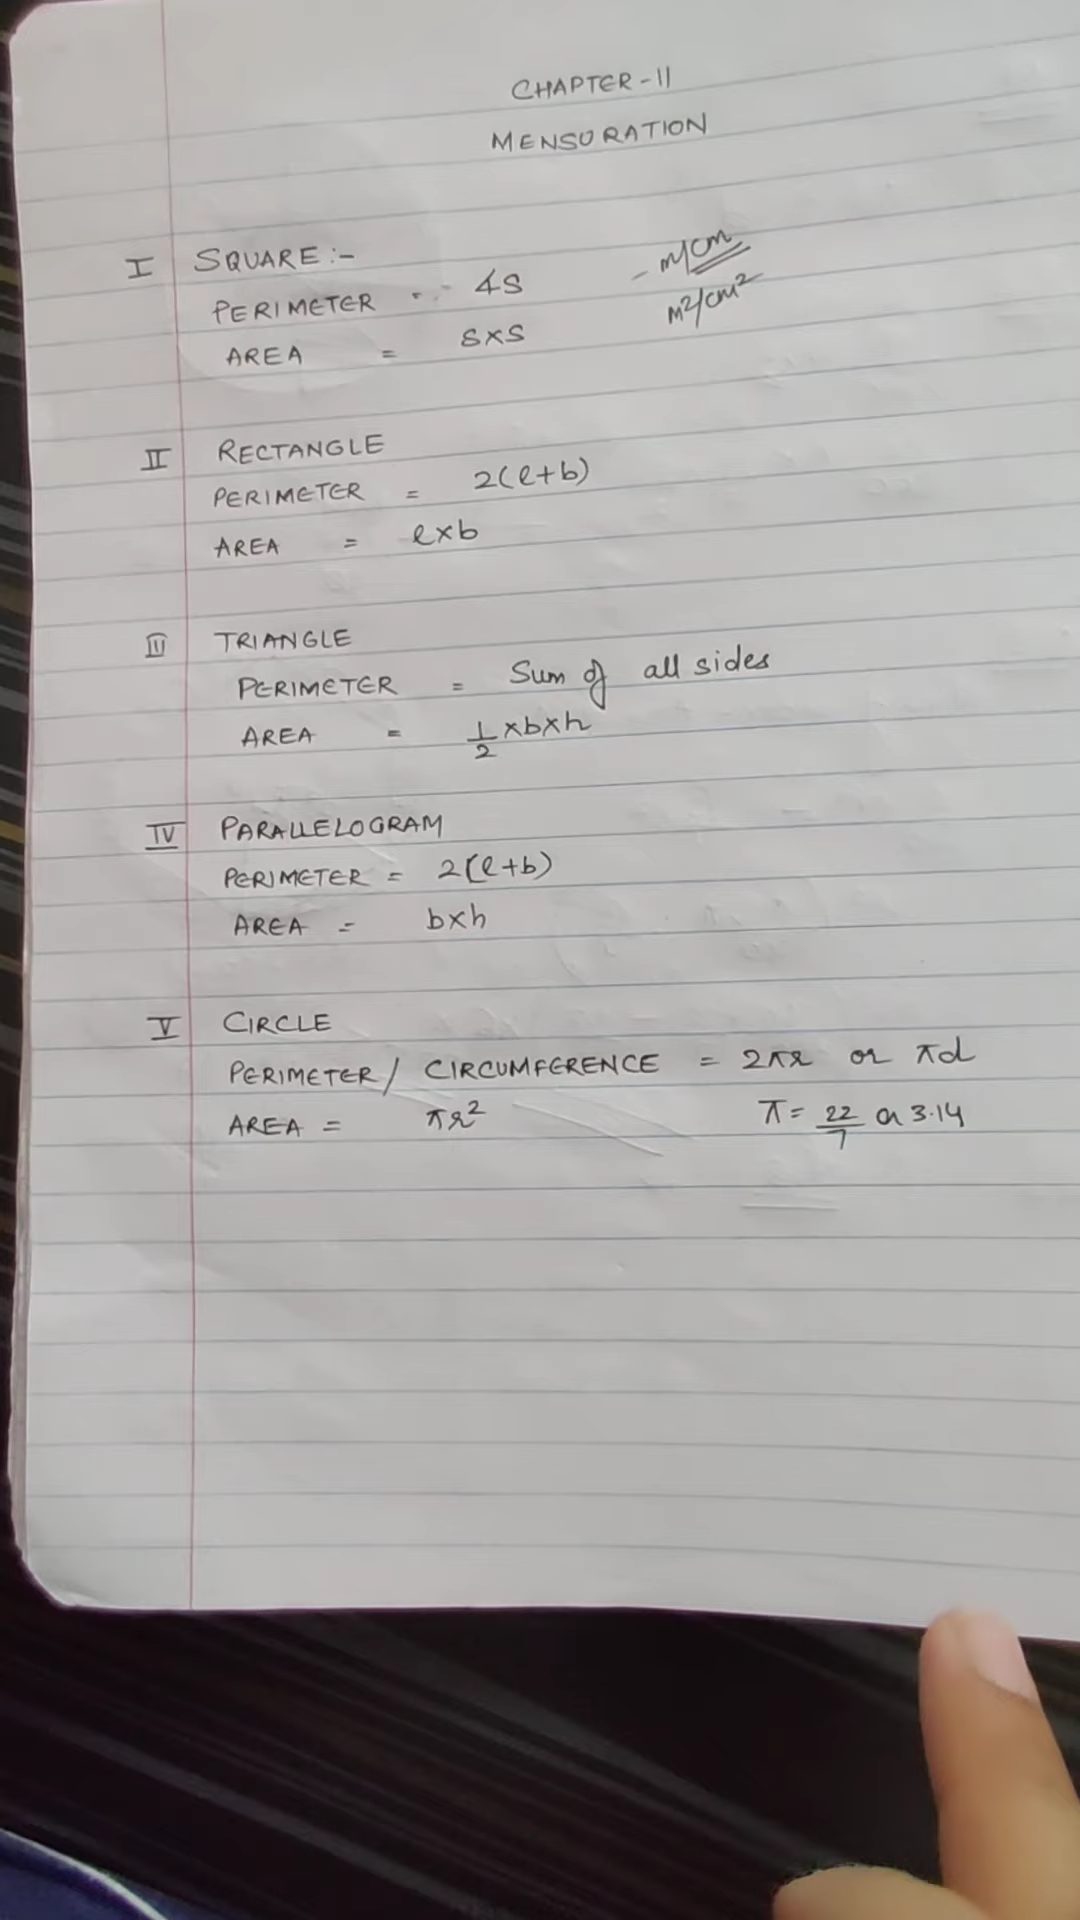 CHAPTER-11
MENSURATION
I SQUARE:-
PERIMETER = 4S - m/cm
AREA = S×S m²/cm²
II RECTANGLE
PERIMETER = 2(l+b)
AREA = l×b
III TRIANGLE
PERIMETER = Sum of all sides
AREA = 1/2 ×b×h
IV PARALLELOGRAM
PERIMETER = 2(l+b)
AREA = b×h
V CIRCLE
PERIMETER/ CIRCUMFERENCE = 2πr or πd
AREA = πr² π = 22/7 or 3.14